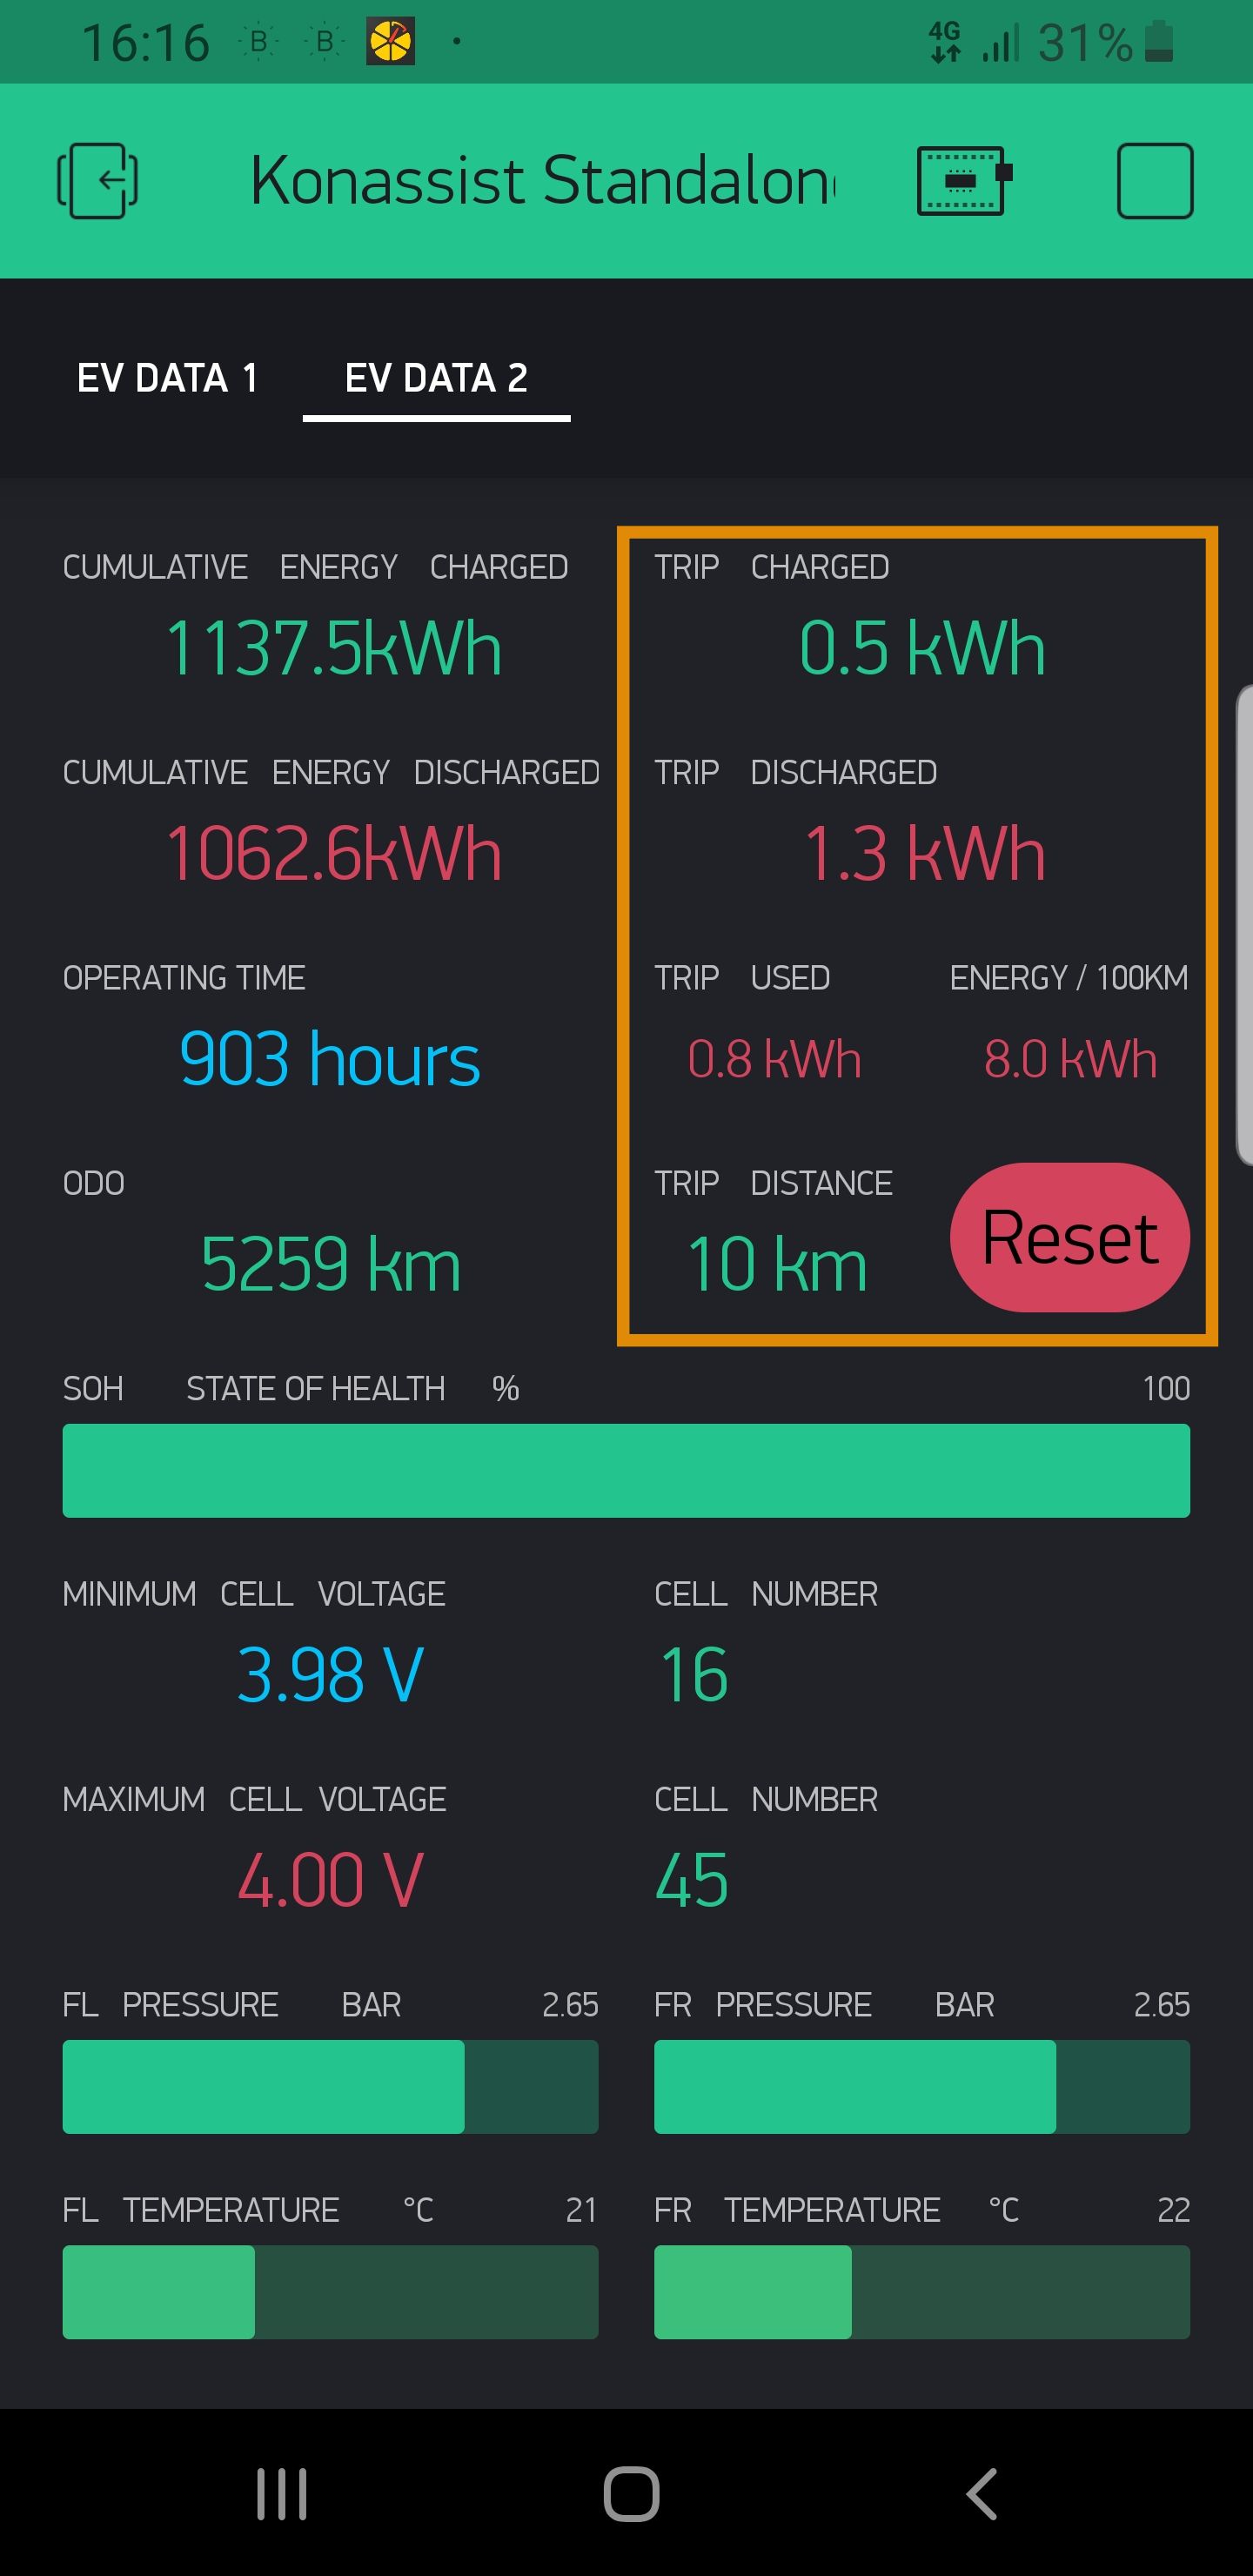 16:16 B B 4G 31%
Konassist Standalon
EV DATA 1 EV DATA 2
CUMULATIVE ENERGY CHARGED TRIP CHARGED
1137.5kWh 0.5 kWh
CUMULATIVE ENERGY DISCHARGED TRIP DISCHARGED
1062.6kWh 1.3 kWh
OPERATING TIME TRIP USED ENERGY / 100KM
903 hours 0.8 kWh 8.0 kWh
ODO TRIP DISTANCE
5259 km 10 km Reset
SOH STATE OF HEALTH % 100
MINIMUM CELL VOLTAGE CELL NUMBER
3.98 V 16
MAXIMUM CELL VOLTAGE CELL NUMBER
4.00 V 45
FL PRESSURE BAR 2.65 FR PRESSURE BAR 2.65
FL TEMPERATURE °C 21 FR TEMPERATURE °C 22